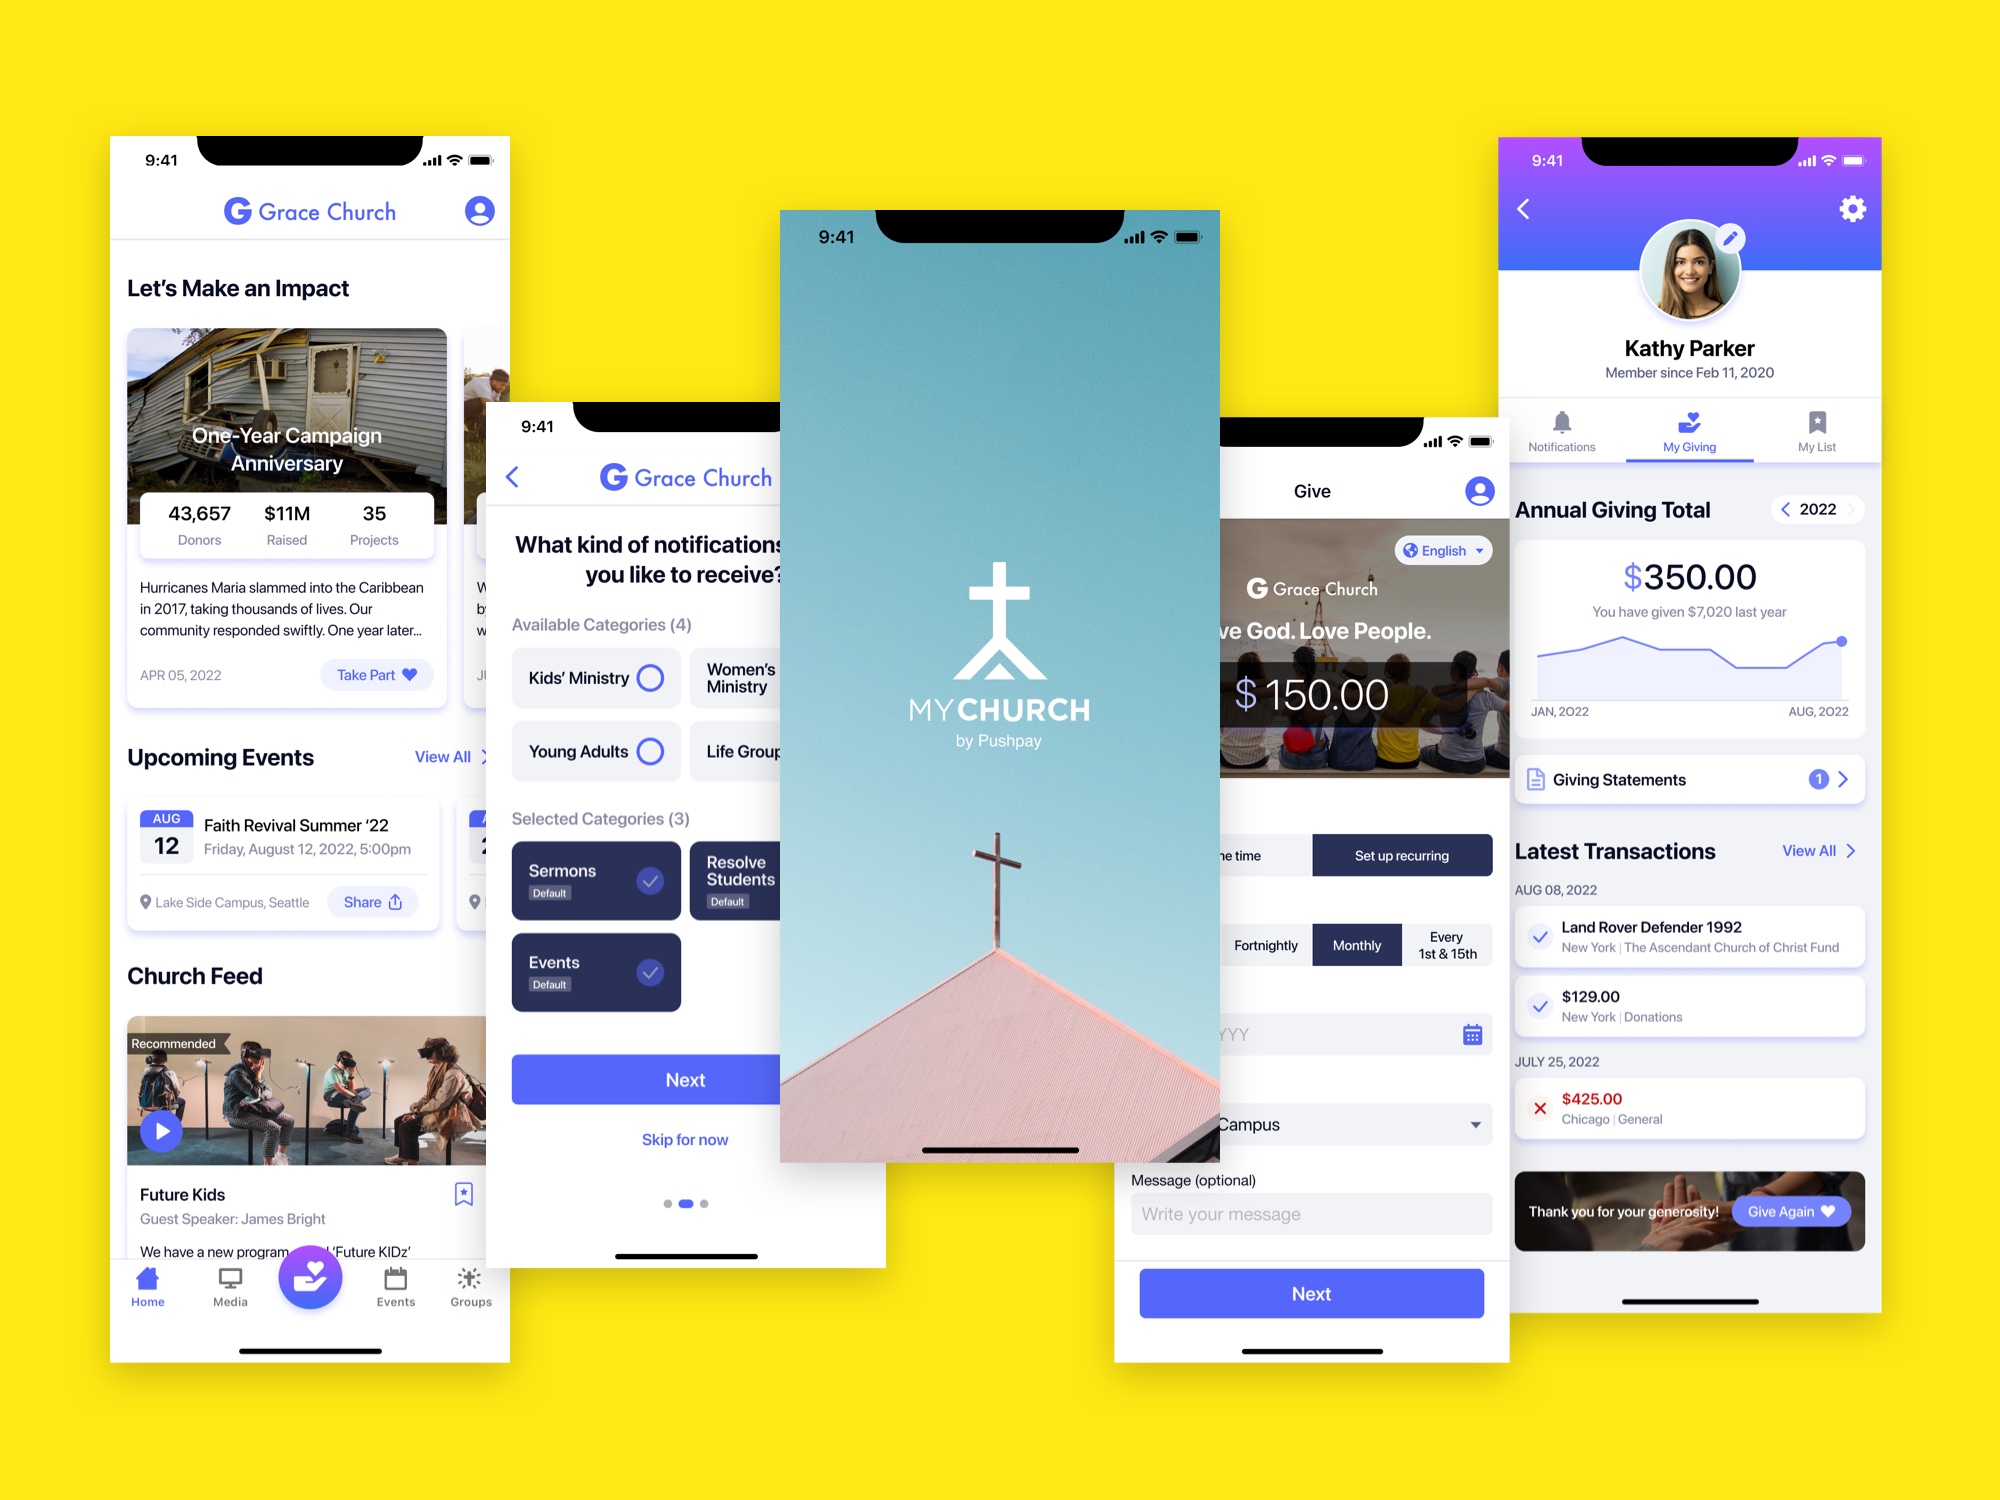 9:41
Grace Church
Let's Make an Impact
One-Year Campaign
Anniversary
43,657
$11M
35
Donors
Raised
Projects
Hurricanes Maria slammed into the Caribbean
in 2017, taking thousands of lives. Our
community responded swiftly. One year later...
APR 05, 2022
Take Part
Upcoming Events
View All
AUG
12
Faith Revival Summer ‘22
Friday, August 12, 2022, 5:00pm
Lake Side Campus, Seattle
Share
Church Feed
Recommended
Future Kids
Guest Speaker: James Bright
We have a new program
‘Future KIDz’
Home
Media
Events
Groups
9:41
Grace Church
What kind of notifications
you like to receive?
Available Categories (4)
Kids’ Ministry
Women’s
Ministry
Young Adults
Life Group
Selected Categories (3)
Sermons
Default
Resolve
Students
Default
Events
Default
Next
Skip for now
9:41
MYCHURCH
by Pushpay
Give
English
Grace Church
ve God. Love People.
$150.00
ne time
Set up recurring
Fortnightly
Monthly
Every
1st & 15th
YYY
Campus
Message (optional)
Write your message
Next
9:41
Kathy Parker
Member since Feb 11, 2020
Notifications
My Giving
My List
Annual Giving Total
2022
$350.00
You have given $7,020 last year
JAN, 2022
AUG, 2022
Giving Statements
1
Latest Transactions
View All
AUG 08, 2022
Land Rover Defender 1992
New York | The Ascendant Church of Christ Fund
$129.00
New York | Donations
JULY 25, 2022
$425.00
Chicago | General
Thank you for your generosity!
Give Again